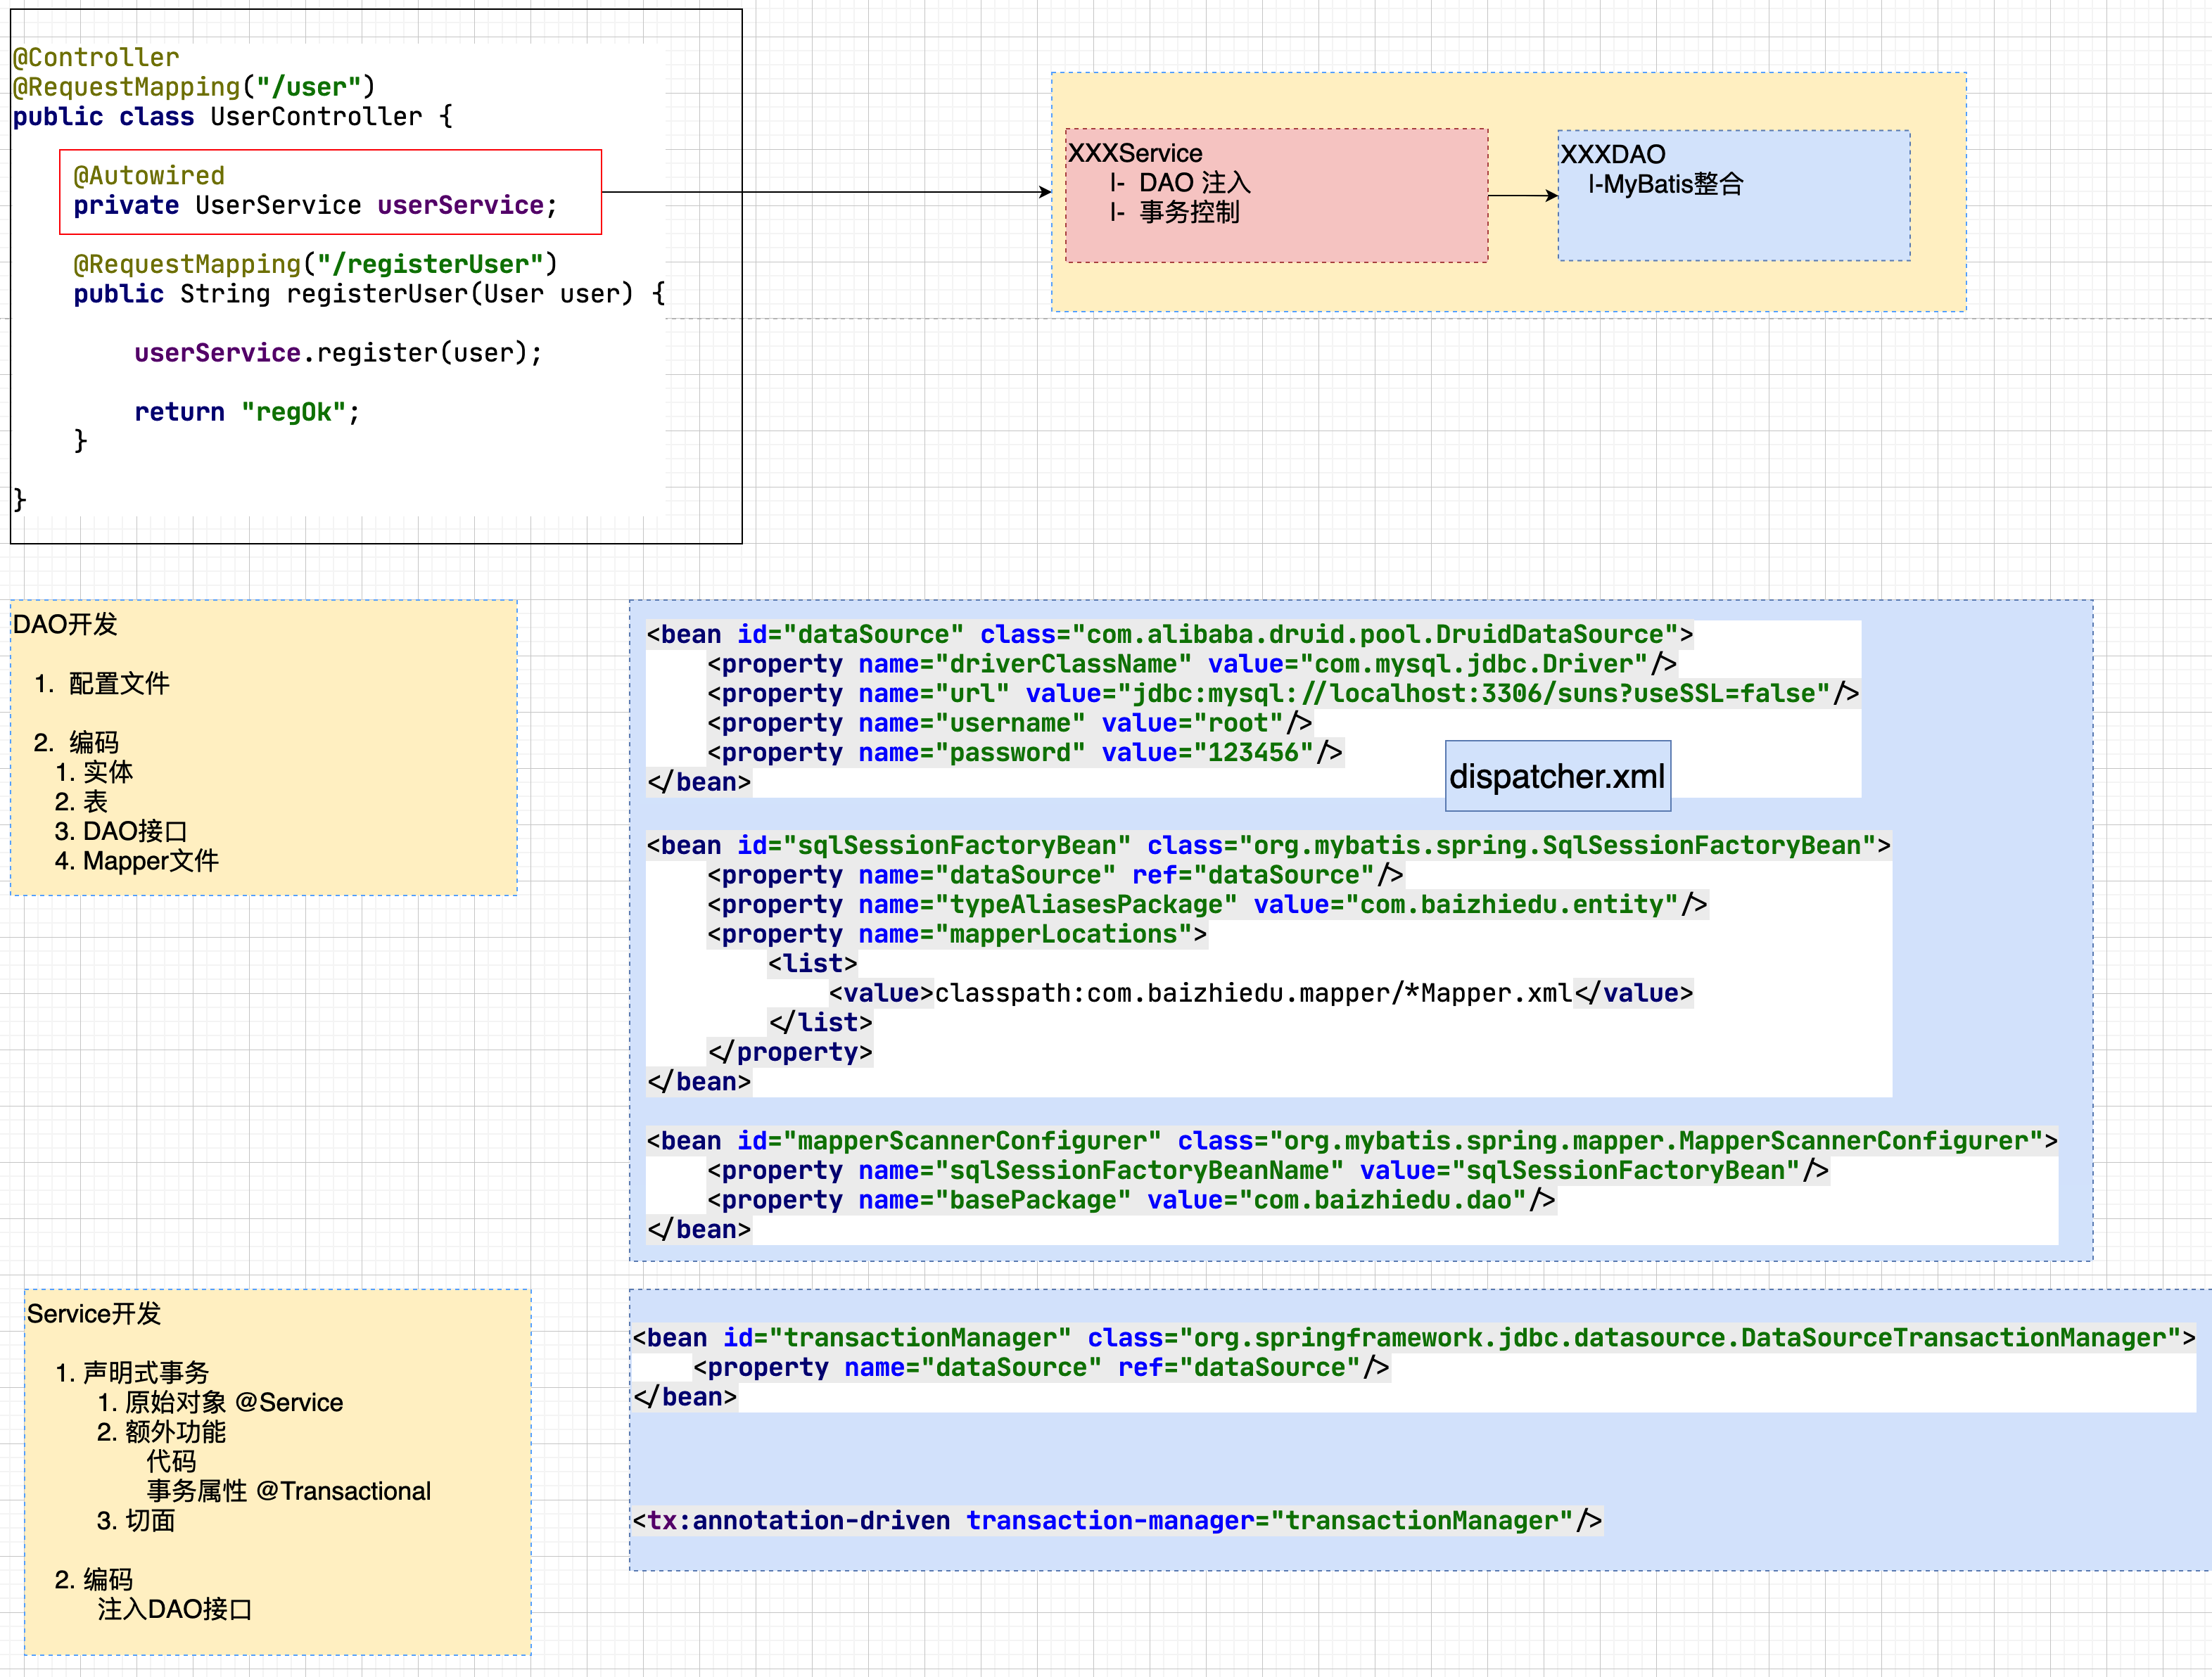 @Controller
@RequestMapping("/user")
public class UserController {
@Autowired
private UserService userService;
@RequestMapping("/registerUser")
public String registerUser(User user) {
userService.register(user);
return "regOk";
}
}
XXXService
|- DAO 注入
|- 事务控制
XXXDAO
|-MyBatis整合
DAO开发
1. 配置文件
2. 编码
1. 实体
2. 表
3. DAO接口
4. Mapper文件
<bean id="dataSource" class="com.alibaba.druid.pool.DruidDataSource">
<property name="driverClassName" value="com.mysql.jdbc.Driver"/>
<property name="url" value="jdbc:mysql://localhost:3306/suns?useSSL=false"/>
<property name="username" value="root"/>
<property name="password" value="123456"/>
</bean>
dispatcher.xml
<bean id="sqlSessionFactoryBean" class="org.mybatis.spring.SqlSessionFactoryBean">
<property name="dataSource" ref="dataSource"/>
<property name="typeAliasesPackage" value="com.baizhiedu.entity"/>
<property name="mapperLocations">
<list>
<value>classpath:com.baizhiedu.mapper/*Mapper.xml</value>
</list>
</property>
</bean>
<bean id="mapperScannerConfigurer" class="org.mybatis.spring.mapper.MapperScannerConfigurer">
<property name="sqlSessionFactoryBeanName" value="sqlSessionFactoryBean"/>
<property name="basePackage" value="com.baizhiedu.dao"/>
</bean>
Service开发
1. 声明式事务
1. 原始对象 @Service
2. 额外功能
代码
事务属性 @Transactional
3. 切面
2. 编码
注入DAO接口
<bean id="transactionManager" class="org.springframework.jdbc.datasource.DataSourceTransactionManager">
<property name="dataSource" ref="dataSource"/>
</bean>
<tx:annotation-driven transaction-manager="transactionManager"/>